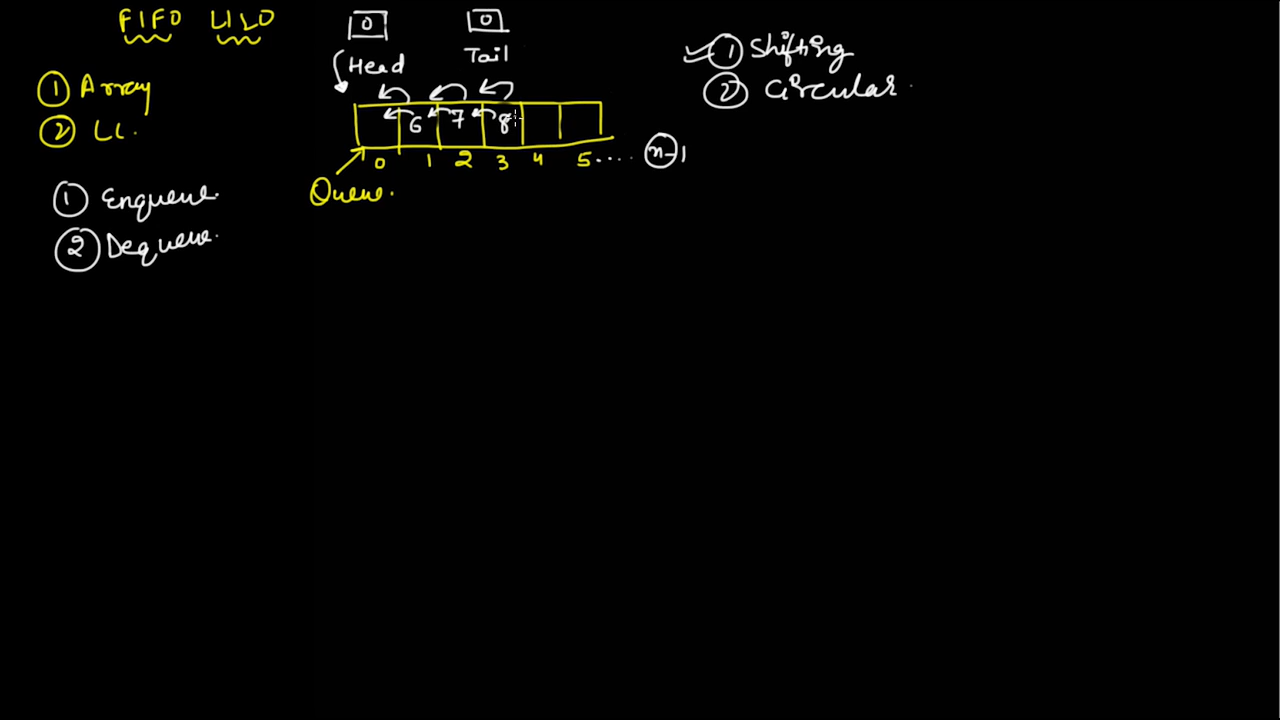 FIFO LILO
0 0
Head Tail
① Shifting
② Circular
① Array
② LL.
6 7 8
0 1 2 3 4 5 .... n-1
Queue.
① Enqueue.
② Dequeue.